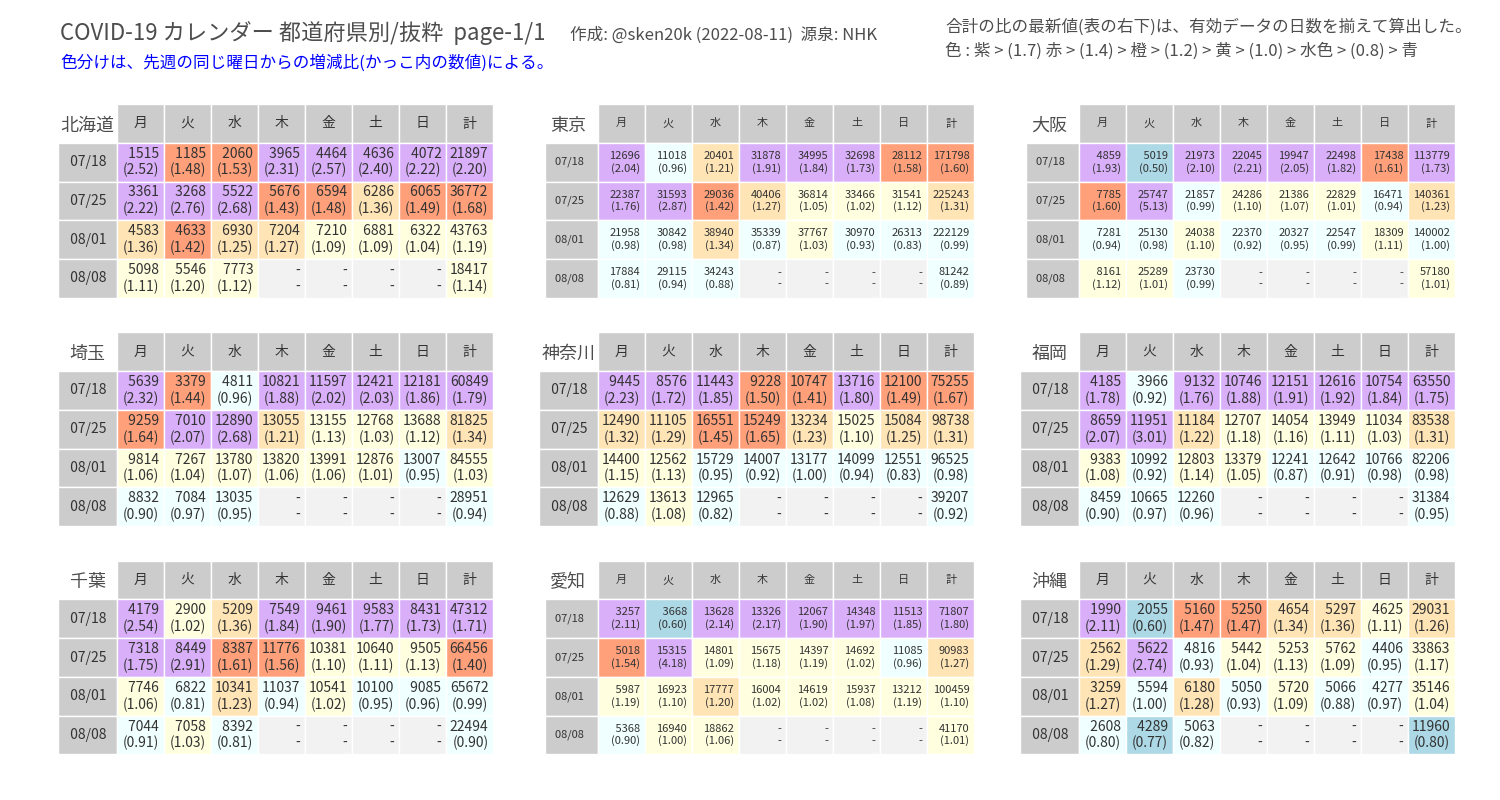 COVID-19 カレンダー 都道府県別/抜粋 page-1/1 作成: @sken20k (2022-08-11) 源泉: NHK
合計の比の最新値(表の右下)は、有効データの日数を揃えて算出した。
色分けは、先週の同じ曜日からの増減比(かっこ内の数値)による。
色 : 紫 > (1.7) 赤 > (1.4) > 橙 > (1.2) > 黄 > (1.0) > 水色 > (0.8) > 青
北海道 月 火 水 木 金 土 日 計
07/18 1515 1185 2060 3965 4464 4636 4072 21897
(2.52) (1.48) (1.53) (2.31) (2.57) (2.40) (2.22) (2.20)
07/25 3361 3268 5522 5676 6594 6286 6065 36772
(2.22) (2.76) (2.68) (1.43) (1.48) (1.36) (1.49) (1.68)
08/01 4583 4633 6930 7204 7210 6881 6322 43763
(1.36) (1.42) (1.25) (1.27) (1.09) (1.09) (1.04) (1.19)
08/08 5098 5546 7773 - - - - 18417
(1.11) (1.20) (1.12) - - - - (1.14)
東京 月 火 水 木 金 土 日 計
07/18 12696 11018 20401 31878 34995 32698 28112 171798
(2.04) (0.96) (1.21) (1.91) (1.84) (1.73) (1.58) (1.60)
07/25 22387 31593 29036 40406 36814 33466 31541 225243
(1.76) (2.87) (1.42) (1.27) (1.05) (1.02) (1.12) (1.31)
08/01 21958 30842 38940 35339 37767 30970 26313 222129
(0.98) (0.98) (1.34) (0.87) (1.03) (0.93) (0.83) (0.99)
08/08 17884 29115 34243 - - - - 81242
(0.81) (0.94) (0.88) - - - - (0.89)
大阪 月 火 水 木 金 土 日 計
07/18 4859 5019 21973 22045 19947 22498 17438 113779
(1.93) (0.50) (2.10) (2.21) (2.05) (1.82) (1.61) (1.73)
07/25 7785 25747 21857 24286 21386 22829 16471 140361
(1.60) (5.13) (0.99) (1.10) (1.07) (1.01) (0.94) (1.23)
08/01 7281 25130 24038 22370 20327 22547 18309 140002
(0.94) (0.98) (1.10) (0.92) (0.95) (0.99) (1.11) (1.00)
08/08 8161 25289 23730 - - - - 57180
(1.12) (1.01) (0.99) - - - - (1.01)
埼玉 月 火 水 木 金 土 日 計
07/18 5639 3379 4811 10821 11597 12421 12181 60849
(2.32) (1.44) (0.96) (1.88) (2.02) (2.03) (1.86) (1.79)
07/25 9259 7010 12890 13055 13155 12768 13688 81825
(1.64) (2.07) (2.68) (1.21) (1.13) (1.03) (1.12) (1.34)
08/01 9814 7267 13780 13820 13991 12876 13007 84555
(1.06) (1.04) (1.07) (1.06) (1.06) (1.01) (0.95) (1.03)
08/08 8832 7084 13035 - - - - 28951
(0.90) (0.97) (0.95) - - - - (0.94)
神奈川 月 火 水 木 金 土 日 計
07/18 9445 8576 11443 9228 10747 13716 12100 75255
(2.23) (1.72) (1.85) (1.50) (1.41) (1.80) (1.49) (1.67)
07/25 12490 11105 16551 15249 13234 15025 15084 98738
(1.32) (1.29) (1.45) (1.65) (1.23) (1.10) (1.25) (1.31)
08/01 14400 12562 15729 14007 13177 14099 12551 96525
(1.15) (1.13) (0.95) (0.92) (1.00) (0.94) (0.83) (0.98)
08/08 12629 13613 12965 - - - - 39207
(0.88) (1.08) (0.82) - - - - (0.92)
福岡 月 火 水 木 金 土 日 計
07/18 4185 3966 9132 10746 12151 12616 10754 63550
(1.78) (0.92) (1.76) (1.88) (1.91) (1.92) (1.84) (1.75)
07/25 8659 11951 11184 12707 14054 13949 11034 83538
(2.07) (3.01) (1.22) (1.18) (1.16) (1.11) (1.03) (1.31)
08/01 9383 10992 12803 13379 12241 12642 10766 82206
(1.08) (0.92) (1.14) (1.05) (0.87) (0.91) (0.98) (0.98)
08/08 8459 10665 12260 - - - - 31384
(0.90) (0.97) (0.96) - - - - (0.95)
千葉 月 火 水 木 金 土 日 計
07/18 4179 2900 5209 7549 9461 9583 8431 47312
(2.54) (1.02) (1.36) (1.84) (1.90) (1.77) (1.73) (1.71)
07/25 7318 8449 8387 11776 10381 10640 9505 66456
(1.75) (2.91) (1.61) (1.56) (1.10) (1.11) (1.13) (1.40)
08/01 7746 6822 10341 11037 10541 10100 9085 65672
(1.06) (0.81) (1.23) (0.94) (1.02) (0.95) (0.96) (0.99)
08/08 7044 7058 8392 - - - - 22494
(0.91) (1.03) (0.81) - - - - (0.90)
愛知 月 火 水 木 金 土 日 計
07/18 3257 3668 13628 13326 12067 14348 11513 71807
(2.11) (0.60) (2.14) (2.17) (1.90) (1.97) (1.85) (1.80)
07/25 5018 15315 14801 15675 14397 14692 11085 90983
(1.54) (4.18) (1.09) (1.18) (1.19) (1.02) (0.96) (1.27)
08/01 5987 16923 17777 16004 14619 15937 13212 100459
(1.19) (1.10) (1.20) (1.02) (1.02) (1.08) (1.19) (1.10)
08/08 5368 16940 18862 - - - - 41170
(0.90) (1.00) (1.06) - - - - (1.01)
沖縄 月 火 水 木 金 土 日 計
07/18 1990 2055 5160 5250 4654 5297 4625 29031
(2.11) (0.60) (1.47) (1.47) (1.34) (1.36) (1.11) (1.26)
07/25 2562 5622 4816 5442 5253 5762 4406 33863
(1.29) (2.74) (0.93) (1.04) (1.13) (1.09) (0.95) (1.17)
08/01 3259 5594 6180 5050 5720 5066 4277 35146
(1.27) (1.00) (1.28) (0.93) (1.09) (0.88) (0.97) (1.04)
08/08 2608 4289 5063 - - - - 11960
(0.80) (0.77) (0.82) - - - - (0.80)